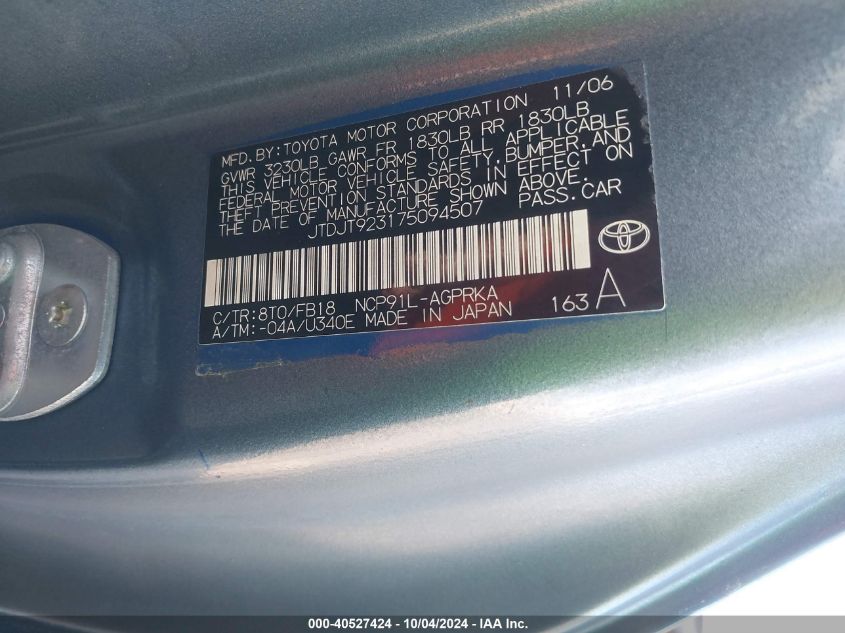 MFD.BY:TOYOTA MOTOR CORPORATION 11/06
GVWR 3230LB GAWR FR 1830LB RR 1830LB
THIS VEHICLE CONFORMS TO ALL APPLICABLE
FEDERAL MOTOR VEHICLE SAFETY,BUMPER,AND
THEFT PREVENTION STANDARDS IN EFFECT ON
THE DATE OF MANUFACTURE SHOWN ABOVE.
JTDJT923175094507 PASS.CAR
C/TR:8T0/FB18 NCP91L-AGPRKA
A/TM:-04A/U340E MADE IN JAPAN 163 A
000-40527424 - 10/04/2024 - IAA Inc.